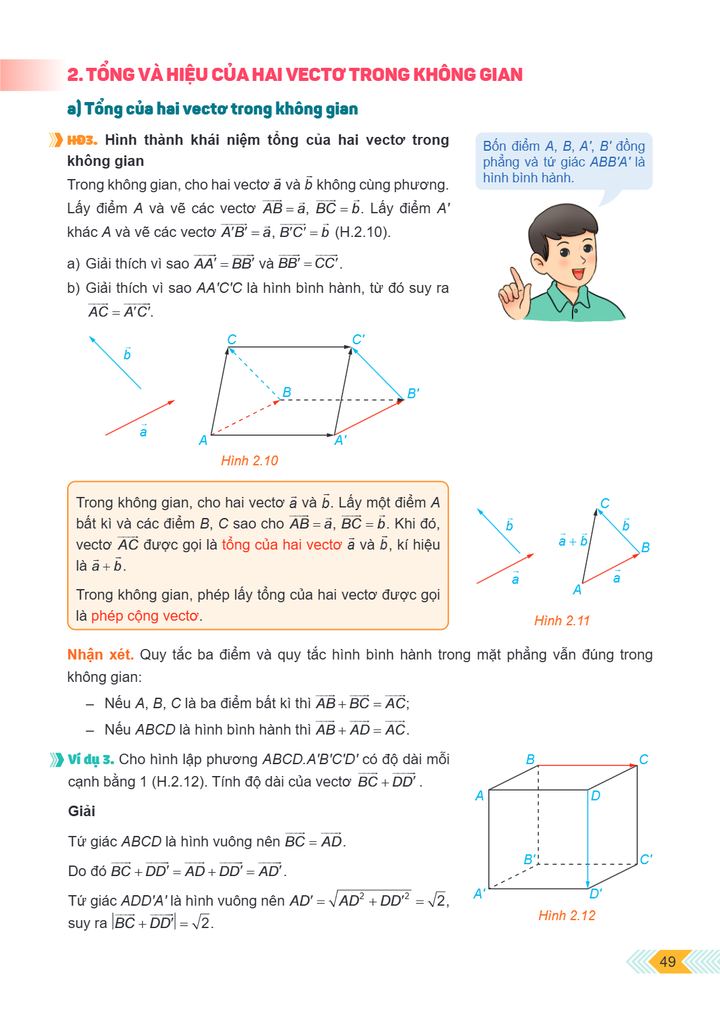 2. TỔNG VÀ HIỆU CỦA HAI VECTƠ TRONG KHÔNG GIAN
a) Tổng của hai vectơ trong không gian
HĐ3. Hình thành khái niệm tổng của hai vectơ trong
không gian
Trong không gian, cho hai vectơ a⃗ và b⃗ không cùng phương.
Lấy điểm A và vẽ các vectơ AB⃗ = a⃗, BC⃗ = b⃗. Lấy điểm A'
khác A và vẽ các vectơ A'B'⃗ = a⃗, B'C'⃗ = b⃗ (H.2.10).
a) Giải thích vì sao AA'⃗ = BB'⃗ và BB'⃗ = CC'⃗.
b) Giải thích vì sao AA'C'C là hình bình hành, từ đó suy ra
AC⃗ = A'C'⃗.
Bốn điểm A, B, A', B' đồng
phẳng và tứ giác ABB'A' là
hình bình hành.
b⃗
a⃗
C
C'
B
B'
A
A'
Hình 2.10
Trong không gian, cho hai vectơ a⃗ và b⃗. Lấy một điểm A
bất kì và các điểm B, C sao cho AB⃗ = a⃗, BC⃗ = b⃗. Khi đó,
vectơ AC⃗ được gọi là tổng của hai vectơ a⃗ và b⃗, kí hiệu
là a⃗ + b⃗.
Trong không gian, phép lấy tổng của hai vectơ được gọi
là phép cộng vectơ.
C
b⃗
a⃗ + b⃗
b⃗
B
a⃗
a⃗
A
Hình 2.11
Nhận xét. Quy tắc ba điểm và quy tắc hình bình hành trong mặt phẳng vẫn đúng trong
không gian:
– Nếu A, B, C là ba điểm bất kì thì AB⃗ + BC⃗ = AC⃗;
– Nếu ABCD là hình bình hành thì AB⃗ + AD⃗ = AC⃗.
Ví dụ 3. Cho hình lập phương ABCD.A'B'C'D' có độ dài mỗi
cạnh bằng 1 (H.2.12). Tính độ dài của vectơ BC⃗ + DD'⃗.
Giải
Tứ giác ABCD là hình vuông nên BC⃗ = AD⃗.
Do đó BC⃗ + DD'⃗ = AD⃗ + DD'⃗ = AD'⃗.
Tứ giác ADD'A' là hình vuông nên AD' = √(AD² + DD'²) = √2,
suy ra |BC⃗ + DD'⃗| = √2.
B
C
A
D
B'
C'
A'
D'
Hình 2.12
49